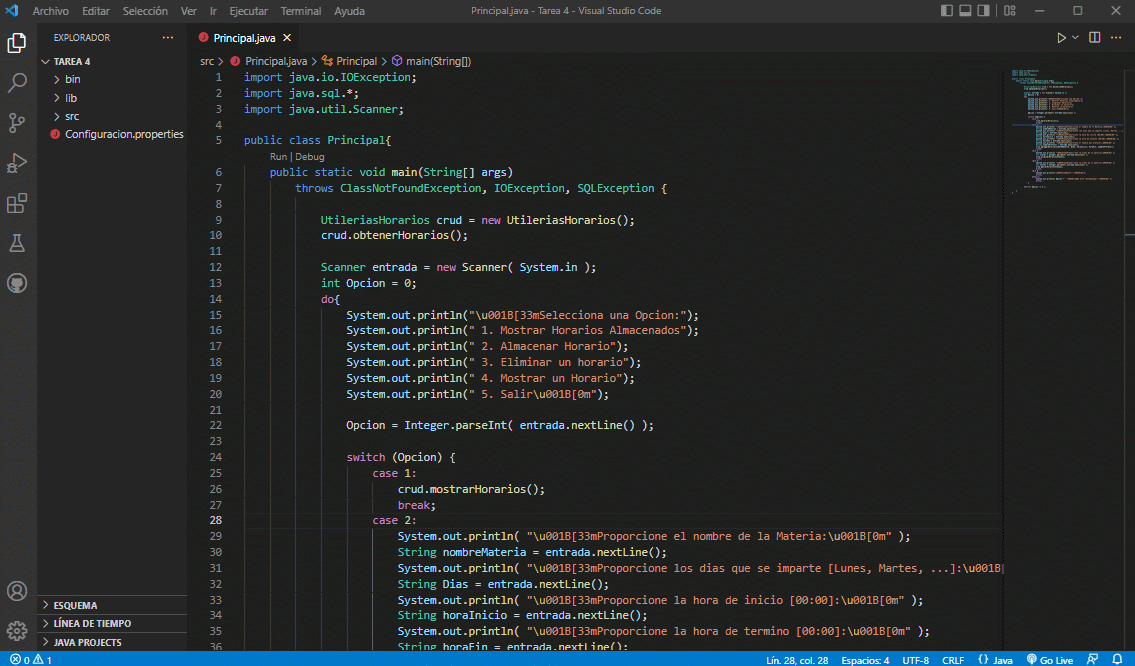 Archivo Editar Selección Ver Ir Ejecutar Terminal Ayuda Principal.java - Tarea 4 - Visual Studio Code
EXPLORADOR ...
TAREA 4
bin
lib
src
Configuracion.properties
ESQUEMA
LÍNEA DE TIEMPO
JAVA PROJECTS
Principal.java
src > Principal.java > Principal > main(String[])
1 import java.io.IOException;
2 import java.sql.*;
3 import java.util.Scanner;
4
5 public class Principal{
Run | Debug
6 public static void main(String[] args)
7 throws ClassNotFoundException, IOException, SQLException {
8
9 UtileriasHorarios crud = new UtileriasHorarios();
10 crud.obtenerHorarios();
11
12 Scanner entrada = new Scanner( System.in );
13 int Opcion = 0;
14 do{
15 System.out.println("\u001B[33mSelecciona una Opcion:");
16 System.out.println(" 1. Mostrar Horarios Almacenados");
17 System.out.println(" 2. Almacenar Horario");
18 System.out.println(" 3. Eliminar un horario");
19 System.out.println(" 4. Mostrar un Horario");
20 System.out.println(" 5. Salir\u001B[0m");
21
22 Opcion = Integer.parseInt( entrada.nextLine() );
23
24 switch (Opcion) {
25 case 1:
26 crud.mostrarHorarios();
27 break;
28 case 2:
29 System.out.println( "\u001B[33mProporcione el nombre de la Materia:\u001B[0m" );
30 String nombreMateria = entrada.nextLine();
31 System.out.println( "\u001B[33mProporcione los dias que se imparte [Lunes, Martes, ...]:\u001B[
32 String Dias = entrada.nextLine();
33 System.out.println( "\u001B[33mProporcione la hora de inicio [00:00]:\u001B[0m" );
34 String horaInicio = entrada.nextLine();
35 System.out.println( "\u001B[33mProporcione la hora de termino [00:00]:\u001B[0m" );
36 String horaFin = entrada.nextLine();
0 1 Lín. 28, col. 28 Espacios: 4 UTF-8 CRLF {} Java Go Live